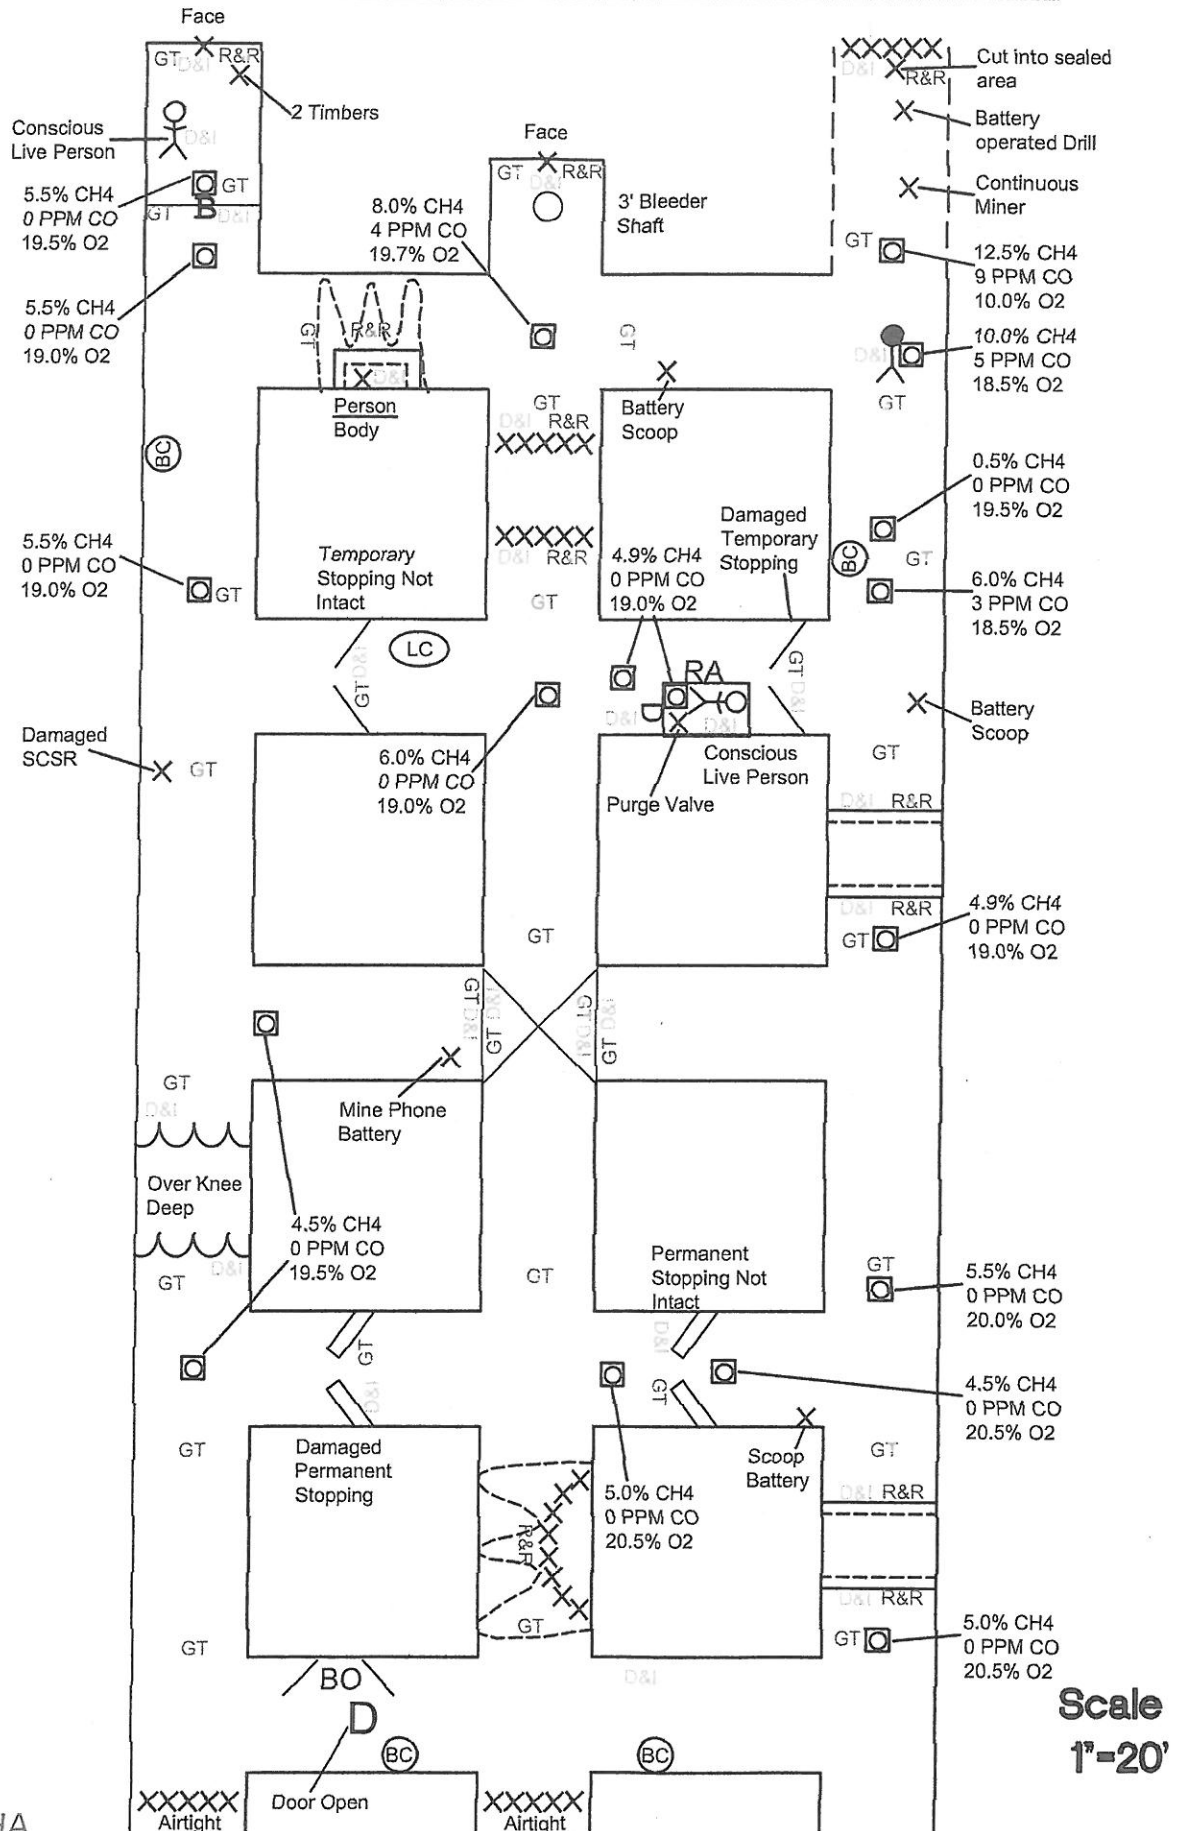 Face
GT
D&I
R&R
2 Timbers
Conscious
Live Person
D&I
GT
5.5% CH4
0 PPM CO
19.5% O2
GT
B
D&I
5.5% CH4
0 PPM CO
19.0% O2
Face
GT
R&R
D&I
3' Bleeder
Shaft
8.0% CH4
4 PPM CO
19.7% O2
Cut into sealed
area
D&I
R&R
Battery
operated Drill
Continuous
Miner
GT
12.5% CH4
9 PPM CO
10.0% O2
10.0% CH4
5 PPM CO
18.5% O2
D&I
GT
GT
R&R
D&I
GT
Person
Body
Battery
Scoop
GT
D&I
R&R
BC
0.5% CH4
0 PPM CO
19.5% O2
5.5% CH4
0 PPM CO
19.0% O2
GT
Temporary
Stopping Not
Intact
D&I
R&R
GT
4.9% CH4
0 PPM CO
19.0% O2
Damaged
Temporary
Stopping
BC
GT
6.0% CH4
3 PPM CO
18.5% O2
LC
D&I
GT
RA
D
D&I
D&I
GT
D&I
Battery
Scoop
GT
Damaged
SCSR
GT
6.0% CH4
0 PPM CO
19.0% O2
Conscious
Live Person
Purge Valve
D&I
R&R
D&I
R&R
GT
4.9% CH4
0 PPM CO
19.0% O2
GT
GT
D&I
D&I
GT
GT
D&I
D&I
GT
GT
D&I
Mine Phone
Battery
Over Knee
Deep
D&I
GT
4.5% CH4
0 PPM CO
19.5% O2
GT
Permanent
Stopping Not
Intact
GT
5.5% CH4
0 PPM CO
20.0% O2
GT
D&I
D&I
GT
4.5% CH4
0 PPM CO
20.5% O2
GT
Damaged
Permanent
Stopping
R&R
GT
5.0% CH4
0 PPM CO
20.5% O2
Scoop
Battery
GT
D&I
R&R
D&I
R&R
GT
5.0% CH4
0 PPM CO
20.5% O2
GT
BO
D
D&I
BC
BC
Door Open
Airtight
Airtight
Scale
1"=20'